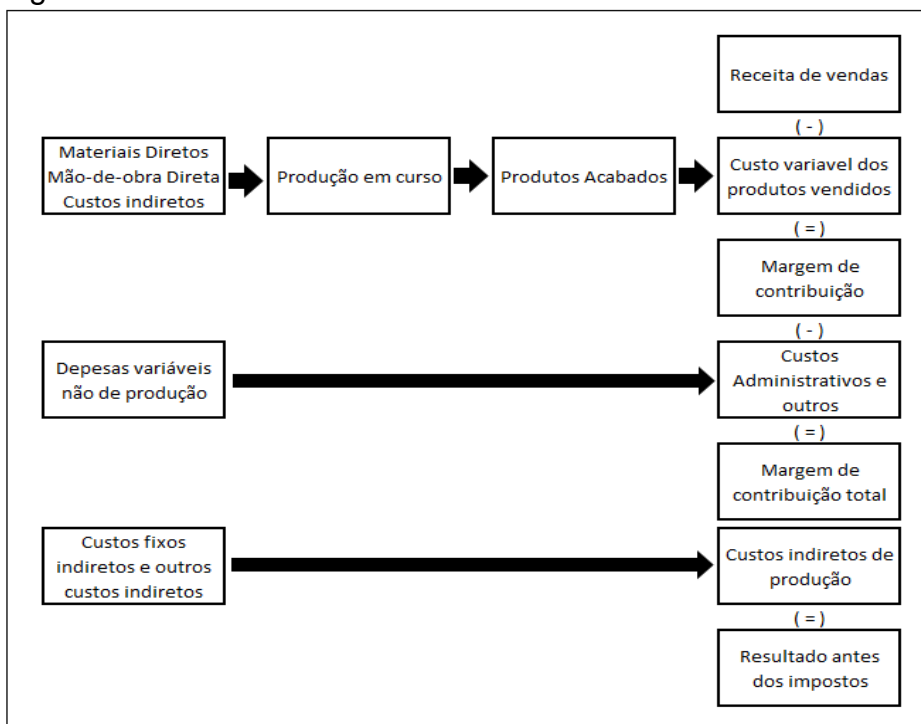 Receita de vendas
( - )
Materiais Diretos
Mão-de-obra Direta
Custos indiretos
Produção em curso
Produtos Acabados
Custo variavel dos
produtos vendidos
( = )
Margem de
contribuição
( - )
Depesas variáveis
não de produção
Custos
Administrativos e
outros
( = )
Margem de
contribuição total
Custos fixos
indiretos e outros
custos indiretos
Custos indiretos de
produção
( = )
Resultado antes
dos impostos